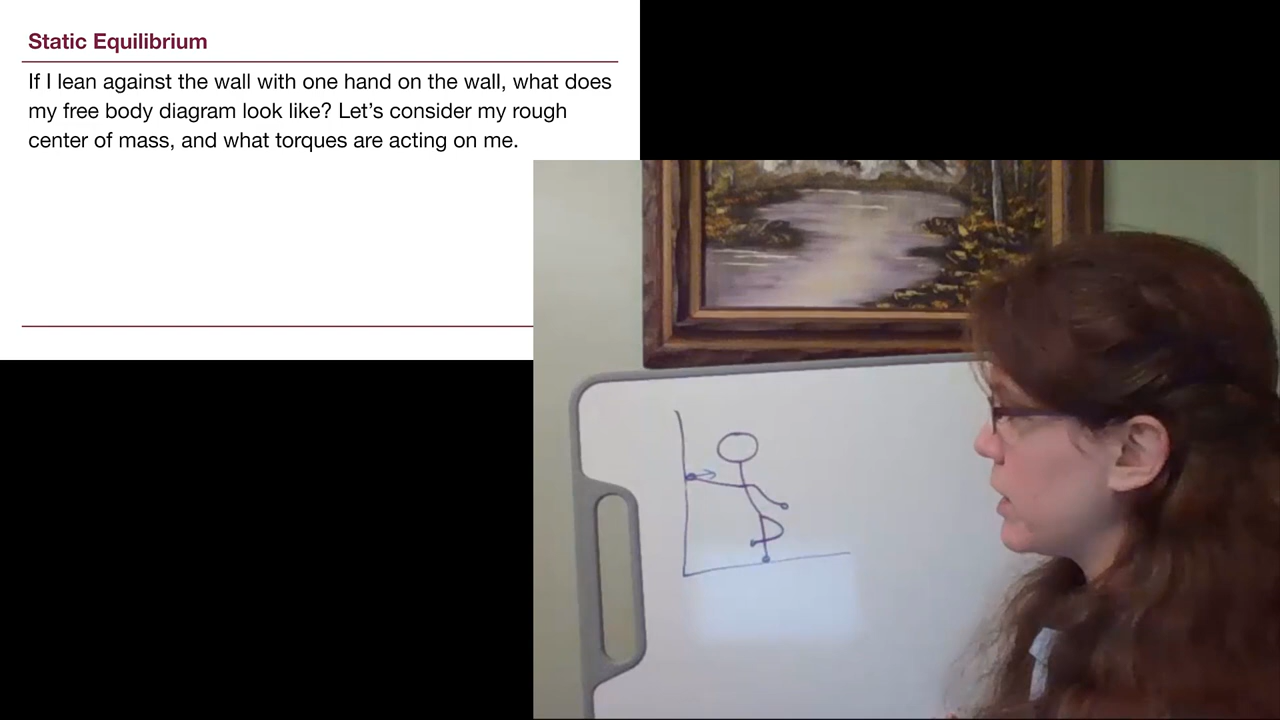 Static Equilibrium
If I lean against the wall with one hand on the wall, what does
my free body diagram look like? Let’s consider my rough
center of mass, and what torques are acting on me.